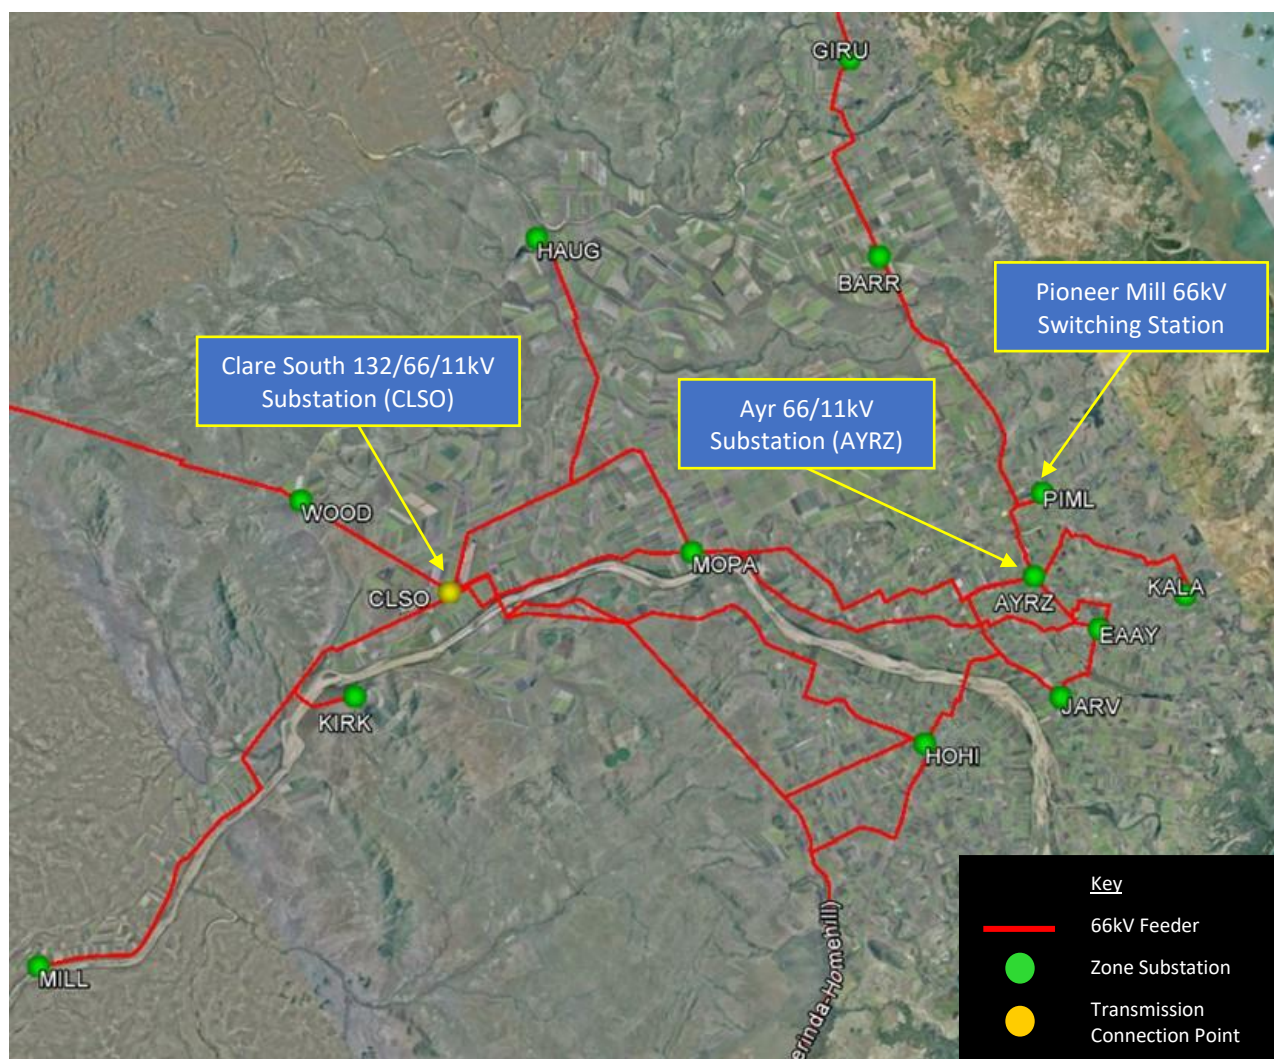 GIRU
HAUG
BARR
Pioneer Mill 66kV
Switching Station
Clare South 132/66/11kV
Substation (CLSO)
Ayr 66/11kV
Substation (AYRZ)
WOOD
PIML
MOPA
CLSO
AYRZ
KALA
EAAY
KIRK
JARV
HOHI
MILL
erinda-Homehill)
Key
66kV Feeder
Zone Substation
Transmission
Connection Point